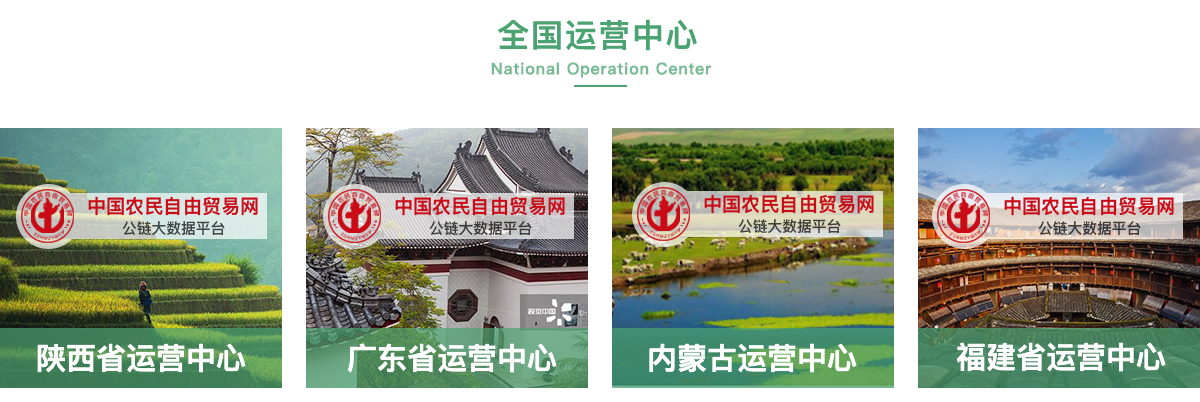 全国运营中心
National Operation Center
中国农民自由贸易网
公链大数据平台
陕西省运营中心
中国农民自由贸易网
公链大数据平台
视觉中国
广东省运营中心
中国农民自由贸易网
公链大数据平台
内蒙古运营中心
中国农民自由贸易网
公链大数据平台
福建省运营中心